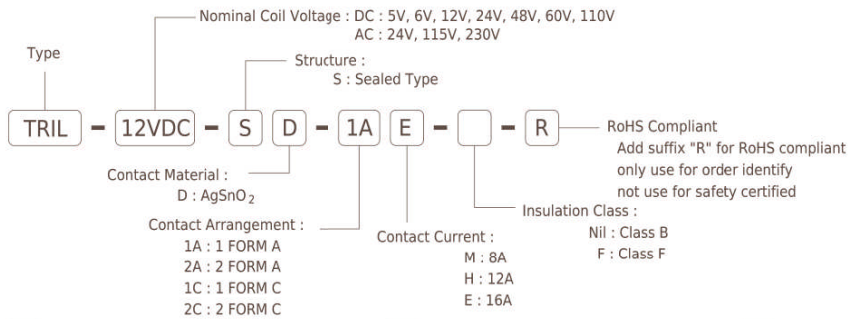 Nominal Coil Voltage : DC : 5V, 6V, 12V, 24V, 48V, 60V, 110V
AC : 24V, 115V, 230V
Type
Structure :
S : Sealed Type
TRIL - 12VDC - S D - 1A E - - R
RoHS Compliant
Add suffix "R" for RoHS compliant
only use for order identify
not use for safety certified
Contact Material :
D : AgSnO2
Contact Arrangement :
1A : 1 FORM A
2A : 2 FORM A
1C : 1 FORM C
2C : 2 FORM C
Contact Current :
M : 8A
H : 12A
E : 16A
Insulation Class :
Nil : Class B
F : Class F